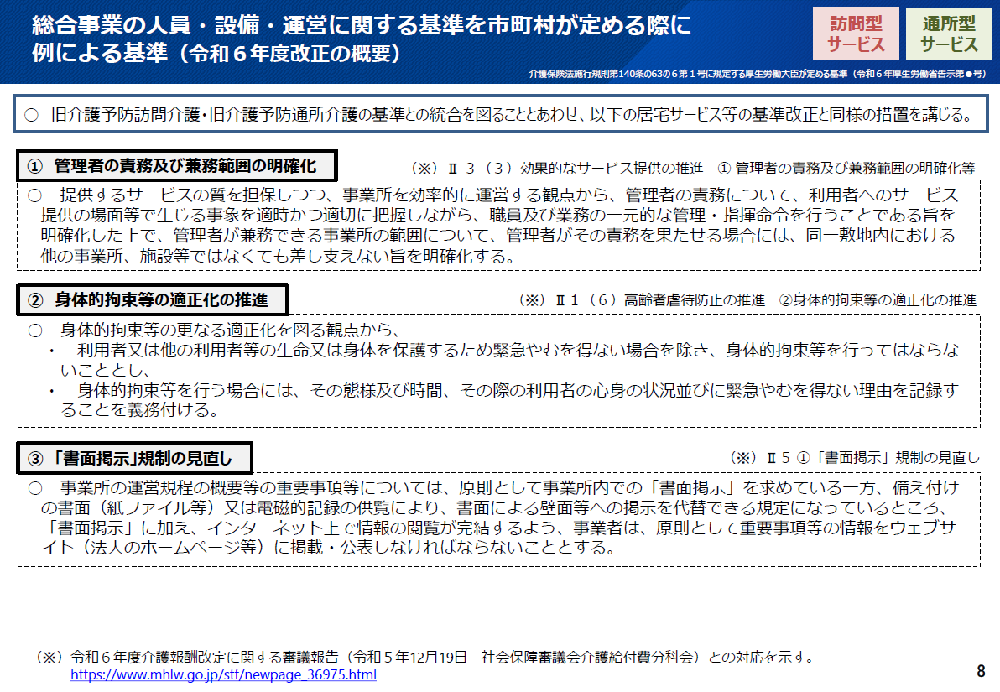 総合事業の人員・設備・運営に関する基準を市町村が定める際に
例による基準（令和６年度改正の概要）
訪問型
サービス
通所型
サービス
介護保険法施行規則第140条の63の６第１号に規定する厚生労働大臣が定める基準（令和６年厚生労働省告示第●号）
○　旧介護予防訪問介護・旧介護予防通所介護の基準との統合を図ることとあわせ、以下の居宅サービス等の基準改正と同様の措置を講じる。
①　管理者の責務及び兼務範囲の明確化
（※）Ⅱ ３（３）効果的なサービス提供の推進　① 管理者の責務及び兼務範囲の明確化等
○　提供するサービスの質を担保しつつ、事業所を効率的に運営する観点から、管理者の責務について、利用者へのサービス
提供の場面等で生じる事象を適時かつ適切に把握しながら、職員及び業務の一元的な管理・指揮命令を行うことである旨を
明確化した上で、管理者が兼務できる事業所の範囲について、管理者がその責務を果たせる場合には、同一敷地内における
他の事業所、施設等ではなくても差し支えない旨を明確化する。
②　身体的拘束等の適正化の推進
（※）Ⅱ１（６）高齢者虐待防止の推進　②身体的拘束等の適正化の推進
○　身体的拘束等の更なる適正化を図る観点から、
・　利用者又は他の利用者等の生命又は身体を保護するため緊急やむを得ない場合を除き、身体的拘束等を行ってはならな
いこととし、
・　身体的拘束等を行う場合には、その態様及び時間、その際の利用者の心身の状況並びに緊急やむを得ない理由を記録す
ることを義務付ける。
③　「書面掲示」規制の見直し
（※）Ⅱ５ ①「書面掲示」規制の見直し
○　事業所の運営規程の概要等の重要事項等については、原則として事業所内での「書面掲示」を求めている一方、備え付け
の書面（紙ファイル等）又は電磁的記録の供覧により、書面による壁面等への掲示を代替できる規定になっているところ、
「書面掲示」に加え、インターネット上で情報の閲覧が完結するよう、事業者は、原則として重要事項等の情報をウェブサ
イト（法人のホームページ等）に掲載・公表しなければならないこととする。
（※）令和６年度介護報酬改定に関する審議報告（令和５年12月19日　社会保障審議会介護給付費分科会）との対応を示す。
https://www.mhlw.go.jp/stf/newpage_36975.html
8